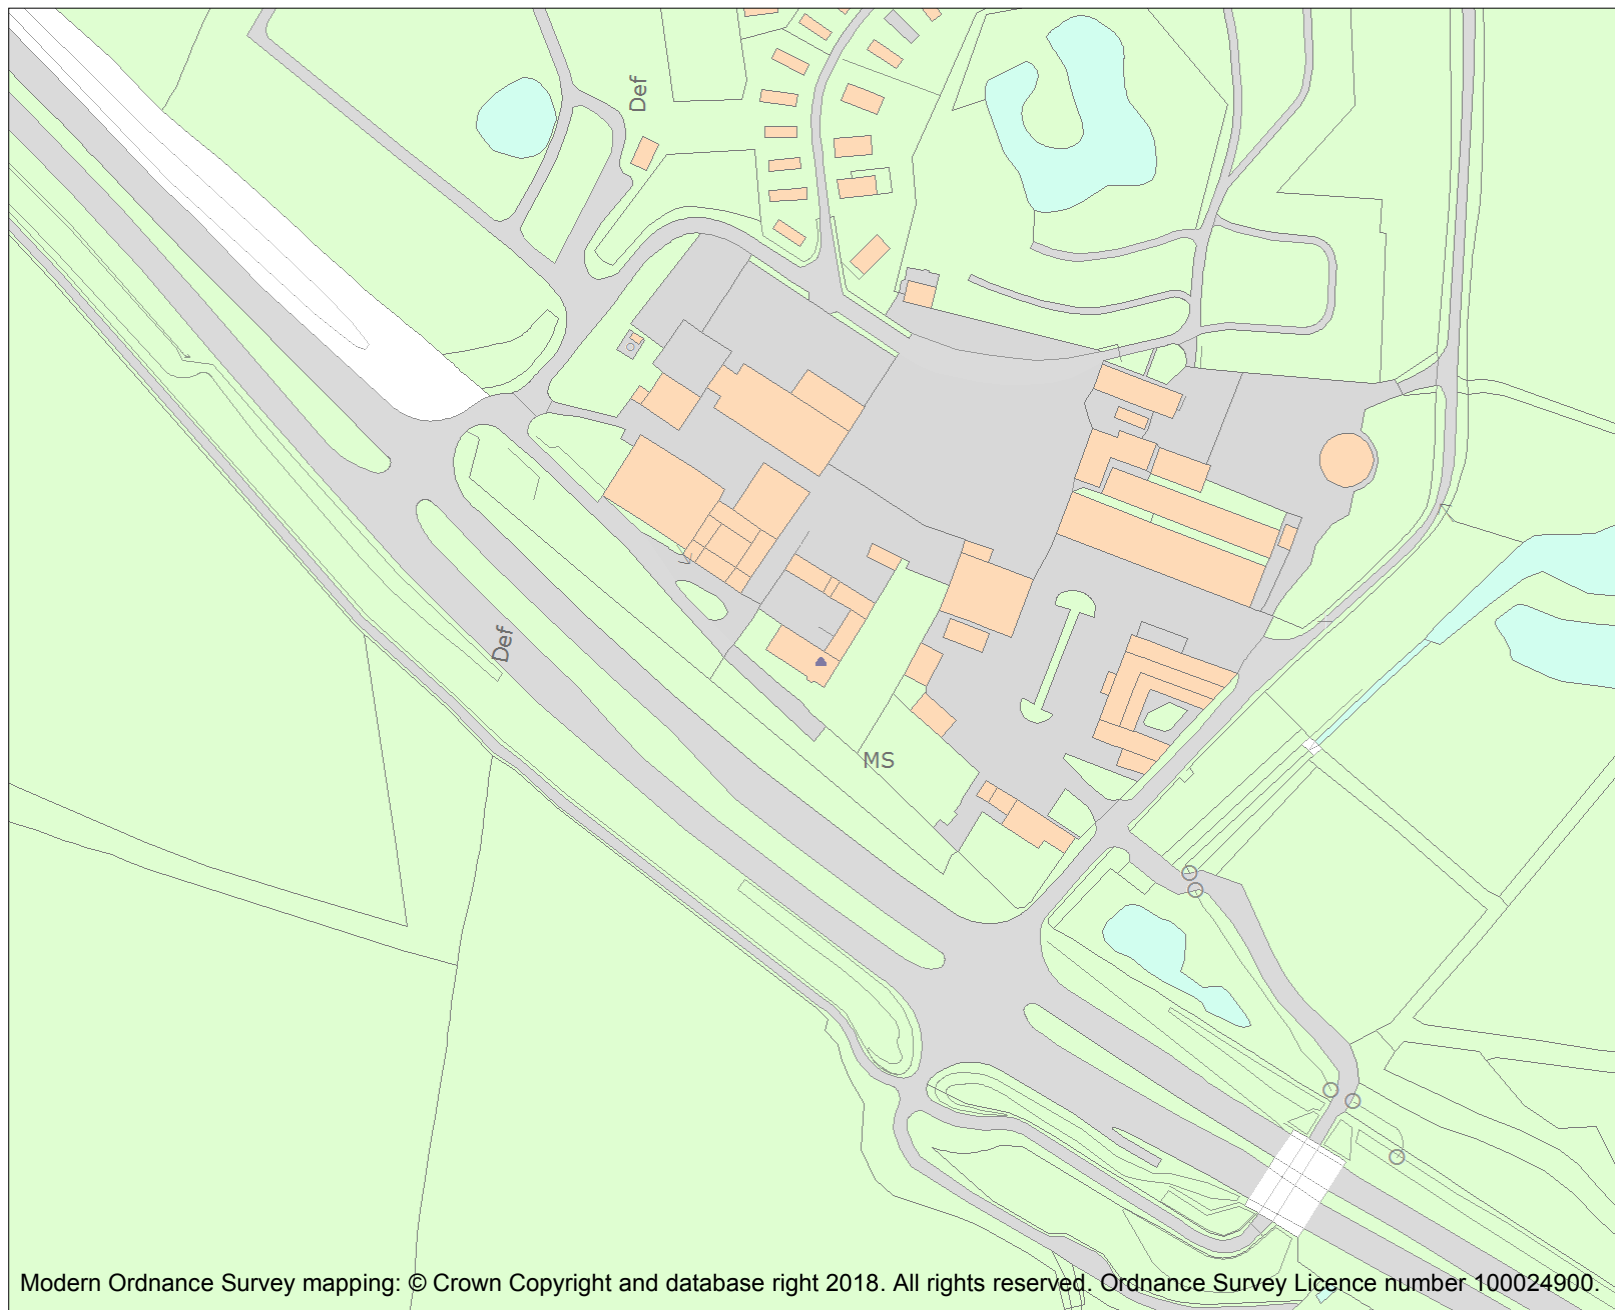 Def
Def
MS
Modern Ordnance Survey mapping: © Crown Copyright and database right 2018. All rights reserved. Ordnance Survey Licence number 100024900.